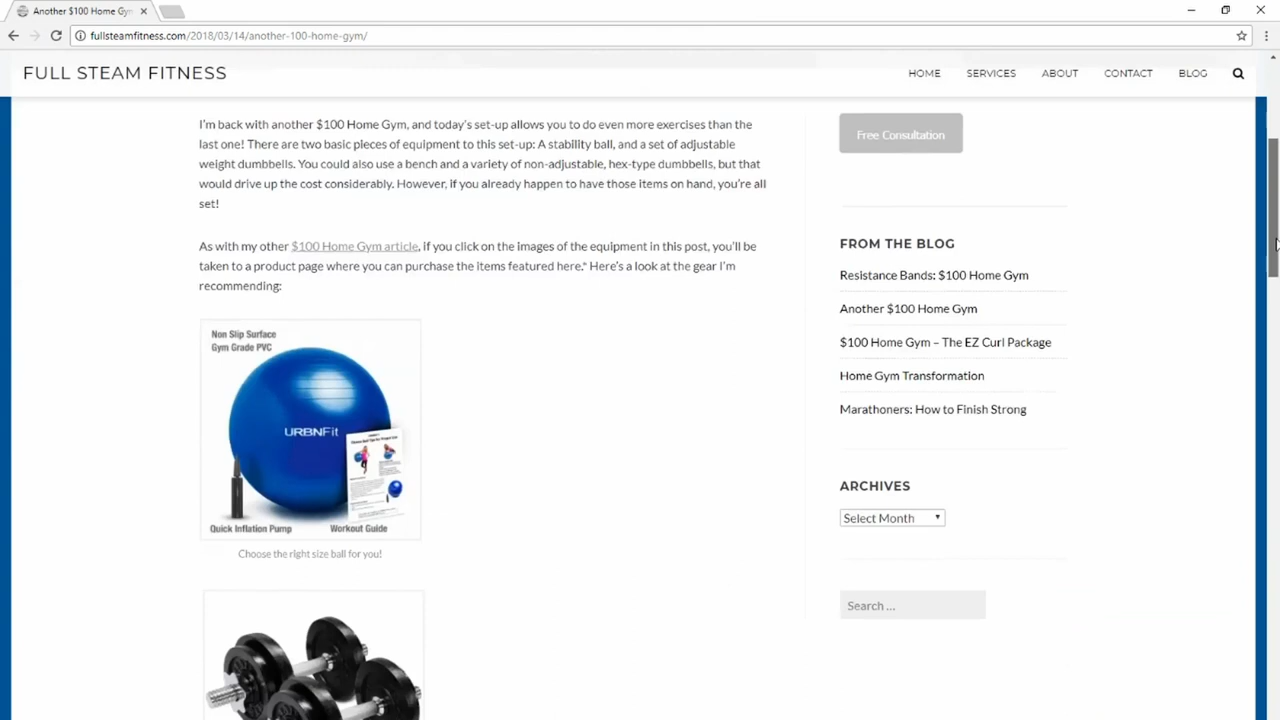 Another $100 Home Gym
fullsteamfitness.com/2018/03/14/another-100-home-gym/
FULL STEAM FITNESS
HOME
SERVICES
ABOUT
CONTACT
BLOG
I'm back with another $100 Home Gym, and today's set-up allows you to do even more exercises than the
last one! There are two basic pieces of equipment to this set-up: A stability ball, and a set of adjustable
weight dumbbells. You could also use a bench and a variety of non-adjustable, hex-type dumbbells, but that
would drive up the cost considerably. However, if you already happen to have those items on hand, you're all
set!
As with my other $100 Home Gym article, if you click on the images of the equipment in this post, you'll be
taken to a product page where you can purchase the items featured here.* Here's a look at the gear I'm
recommending:
Non Slip Surface
Gym Grade PVC
URBNFit
Quick Inflation Pump
Workout Guide
Choose the right size ball for you!
Free Consultation
FROM THE BLOG
Resistance Bands: $100 Home Gym
Another $100 Home Gym
$100 Home Gym – The EZ Curl Package
Home Gym Transformation
Marathoners: How to Finish Strong
ARCHIVES
Select Month
Search ...